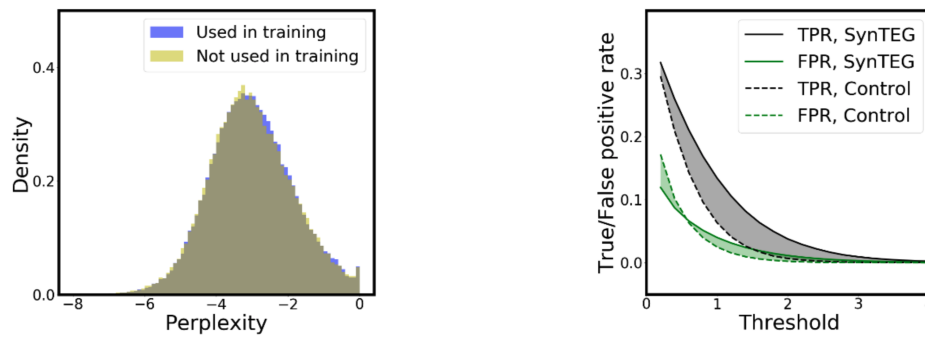 Used in training
Not used in training
0.4
0.2
0.0
Density
−8
−6
−4
−2
0
Perplexity
TPR, SynTEG
FPR, SynTEG
TPR, Control
FPR, Control
0.3
0.2
0.1
0.0
True/False positive rate
0
1
2
3
Threshold